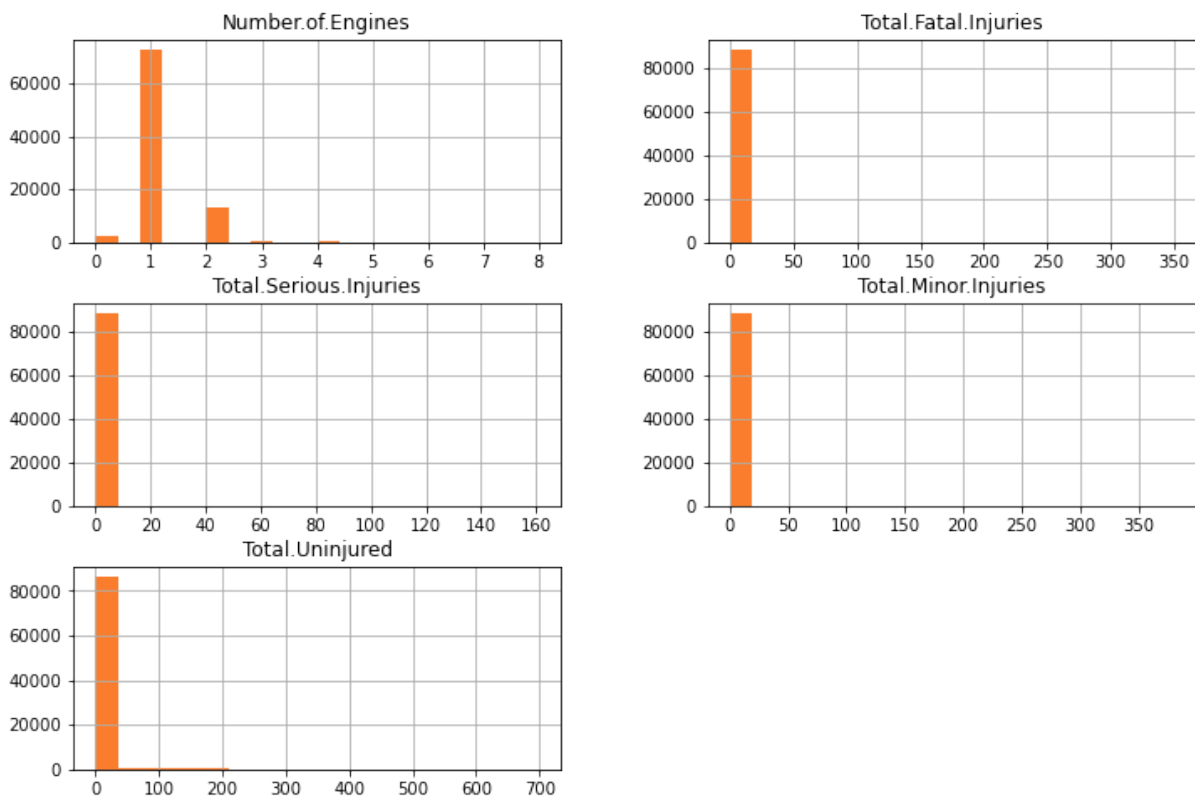 Number.of.Engines
60000
40000
20000
0
0 1 2 3 4 5 6 7 8
Total.Fatal.Injuries
80000
60000
40000
20000
0
0 50 100 150 200 250 300 350
Total.Serious.Injuries
80000
60000
40000
20000
0
0 20 40 60 80 100 120 140 160
Total.Minor.Injuries
80000
60000
40000
20000
0
0 50 100 150 200 250 300 350
Total.Uninjured
80000
60000
40000
20000
0
0 100 200 300 400 500 600 700